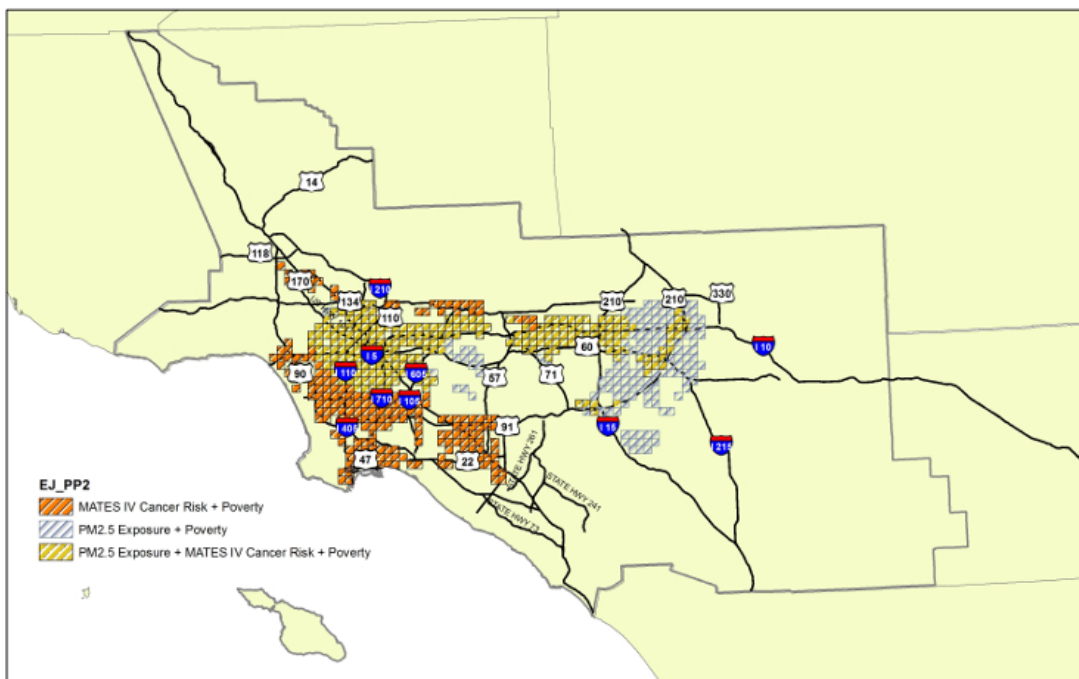 14
118
170
210
134
110
210
210
330
I 5
60
I 10
90
I 110
605
57
71
710
105
405
91
I 15
STATE HWY 261
I 215
47
22
STATE HWY 241
STATE HWY 73
EJ_PP2
MATES IV Cancer Risk + Poverty
PM2.5 Exposure + Poverty
PM2.5 Exposure + MATES IV Cancer Risk + Poverty